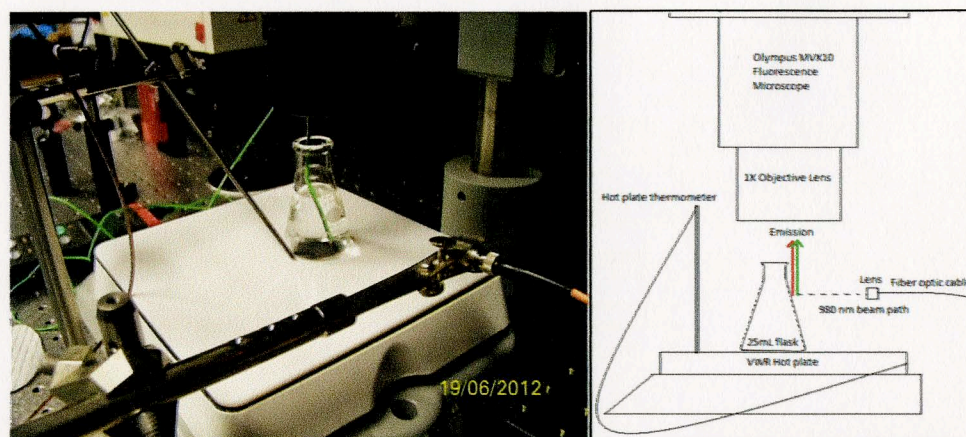 19/06/2012
Olympus MVX10
Fluorescence
Microscope
1X Objective Lens
Hot plate thermometer
Emission
Lens
Fiber optic cable
980 nm beam path
25mL flask
VWR Hot plate